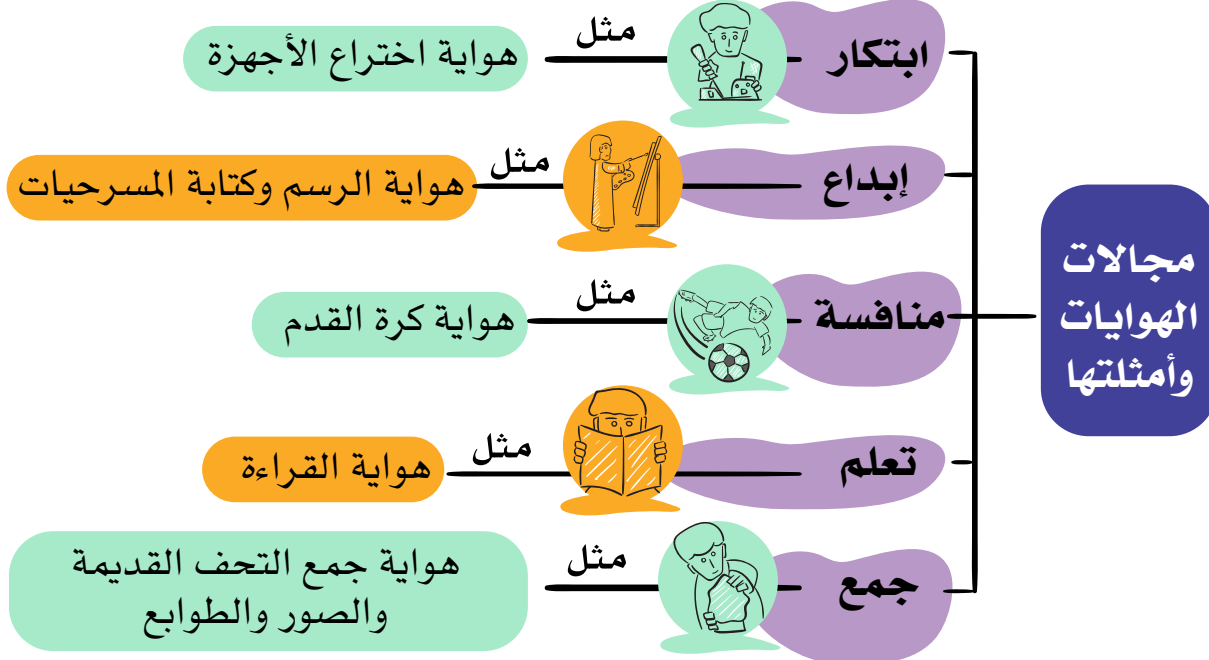 مجالات
الهوايات
وأمثلتها
ابتكار
مثل
هواية اختراع الأجهزة
إبداع
مثل
هواية الرسم وكتابة المسرحيات
منافسة
مثل
هواية كرة القدم
تعلم
مثل
هواية القراءة
جمع
مثل
هواية جمع التحف القديمة
والصور والطوابع